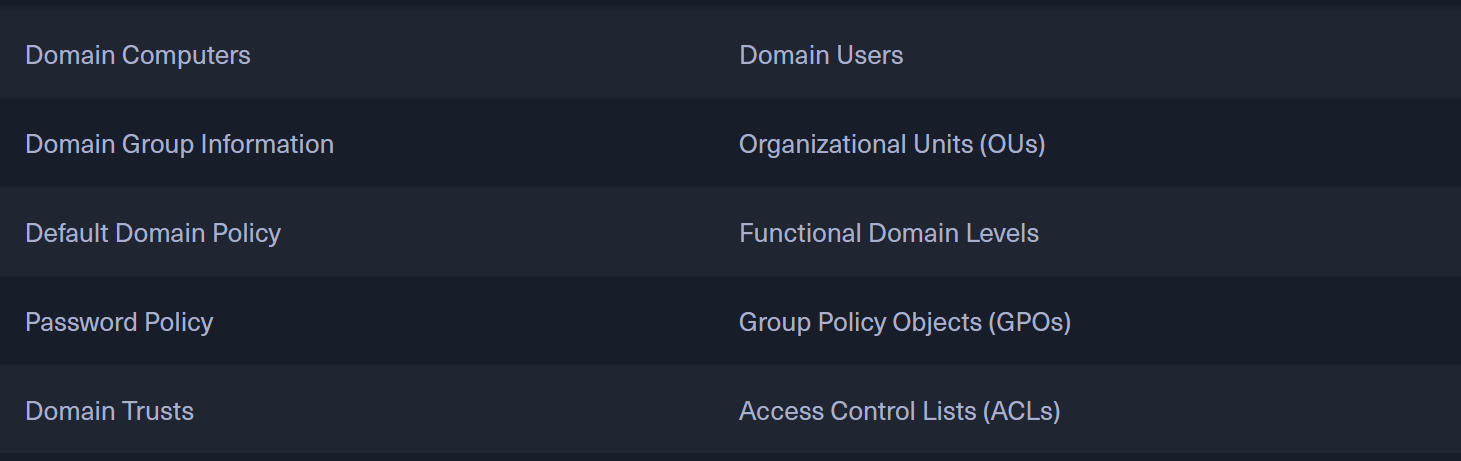 Domain Computers
Domain Users
Domain Group Information
Organizational Units (OUs)
Default Domain Policy
Functional Domain Levels
Password Policy
Group Policy Objects (GPOs)
Domain Trusts
Access Control Lists (ACLs)